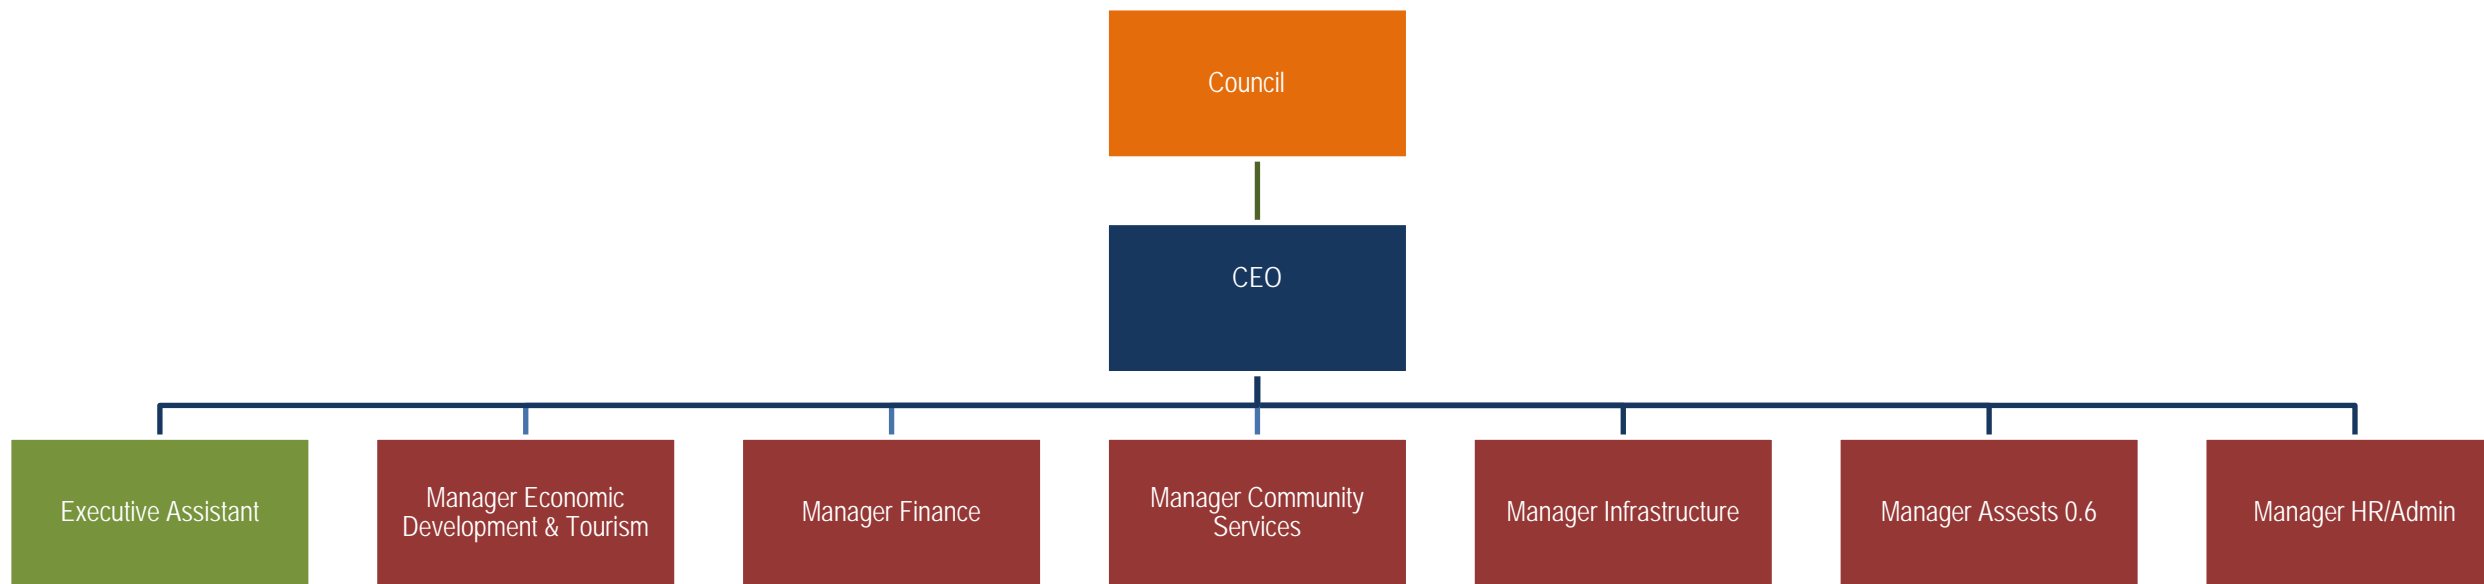 Council
CEO
Executive Assistant
Manager Economic
Development & Tourism
Manager Finance
Manager Community
Services
Manager Infrastructure
Manager Assests 0.6
Manager HR/Admin